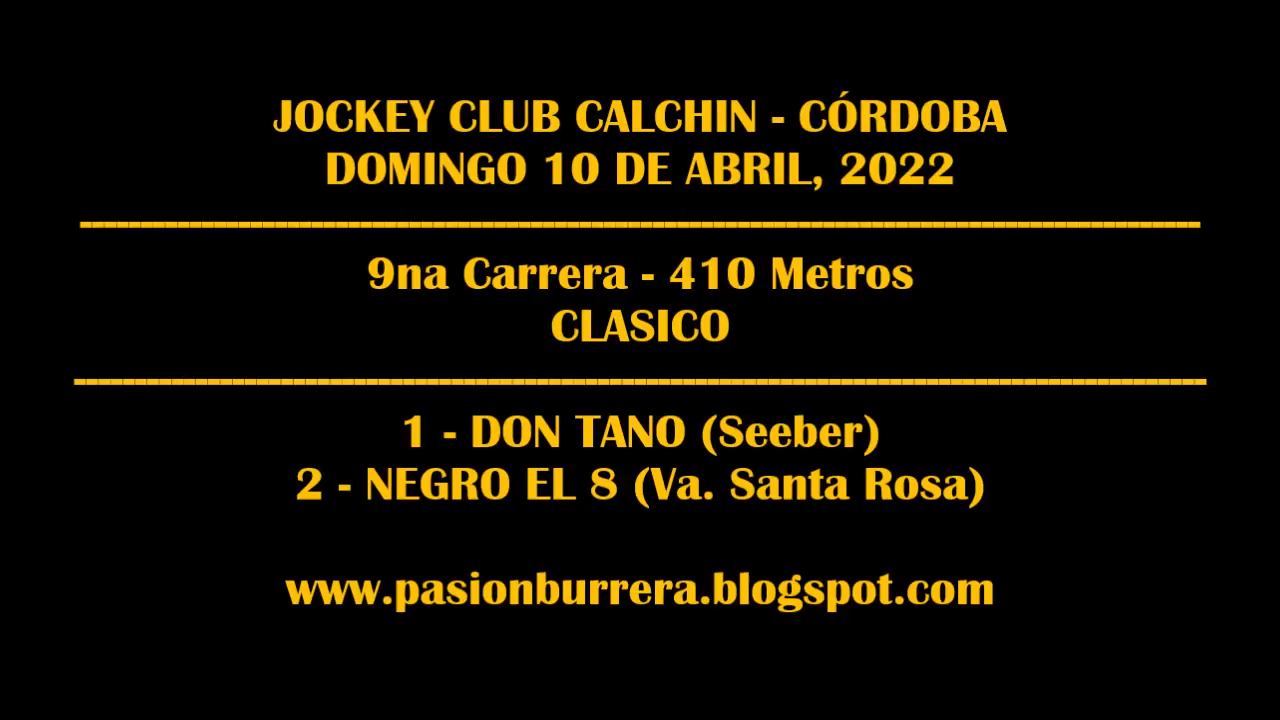 JOCKEY CLUB CALCHIN - CÓRDOBA
DOMINGO 10 DE ABRIL, 2022
9na Carrera - 410 Metros
CLASICO
1 - DON TANO (Seeber)
2 - NEGRO EL 8 (Va. Santa Rosa)
www.pasionburrera.blogspot.com